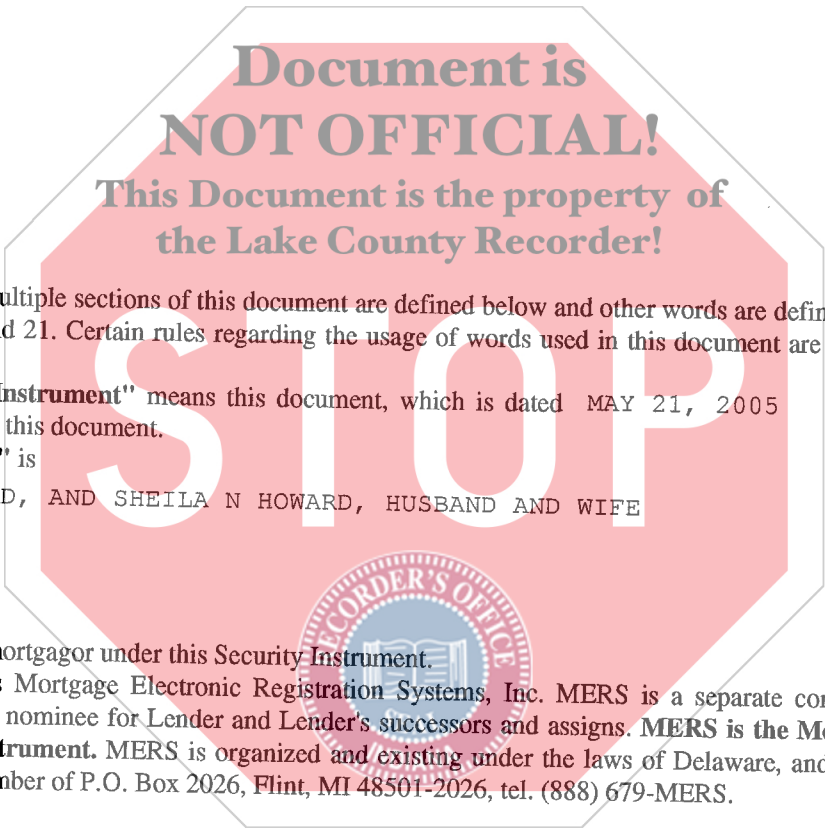 Document is
NOT OFFICIAL!
This Document is the property of
the Lake County Recorder!
ultiple sections of this document are defined below and other words are defin
d 21. Certain rules regarding the usage of words used in this document are
nstrument" means this document, which is dated MAY 21, 2005
this document.
" is
D, AND SHEILA N HOWARD, HUSBAND AND WIFE
STOP
RECORDER'S OFFICE
ortgagor under this Security Instrument.
s Mortgage Electronic Registration Systems, Inc. MERS is a separate cor
nominee for Lender and Lender's successors and assigns. MERS is the Mo
trument. MERS is organized and existing under the laws of Delaware, and
nber of P.O. Box 2026, Flint, MI 48501-2026, tel. (888) 679-MERS.